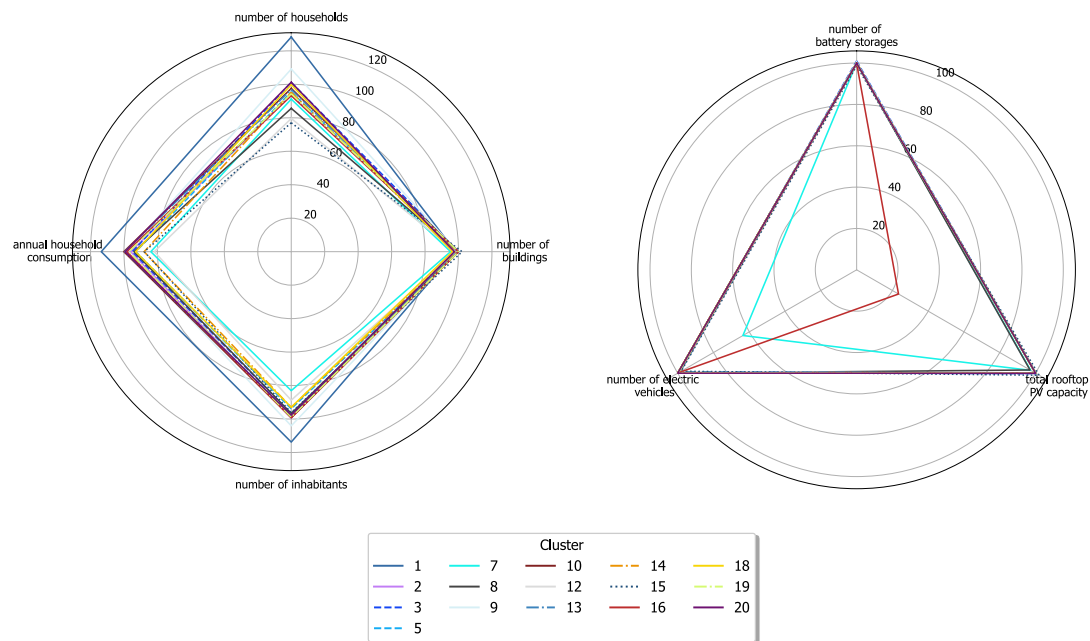 number of households
120
100
80
60
40
20
annual household
consumption
number of
buildings
number of inhabitants
number of
battery storages
100
80
60
40
20
number of electric
vehicles
total rooftop
PV capacity
Cluster
1
2
3
5
7
8
9
10
12
13
14
15
16
18
19
20